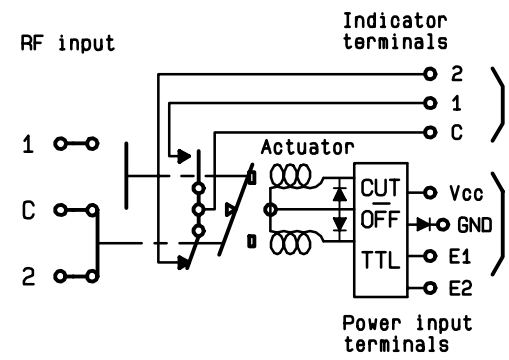 Indicator
terminals
RF input
2
1
C
1
Actuator
CUT
OFF
TTL
Vcc
C
GND
E1
2
E2
Power input
terminals